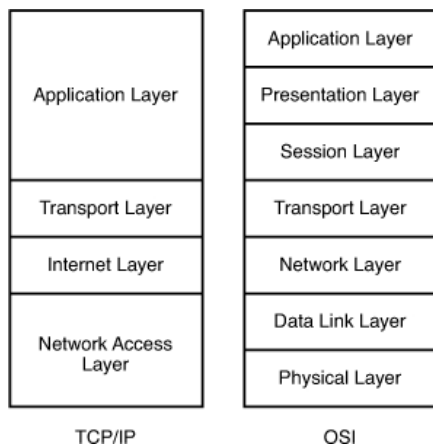 Application Layer
Transport Layer
Internet Layer
Network Access
Layer
TCP/IP
Application Layer
Presentation Layer
Session Layer
Transport Layer
Network Layer
Data Link Layer
Physical Layer
OSI